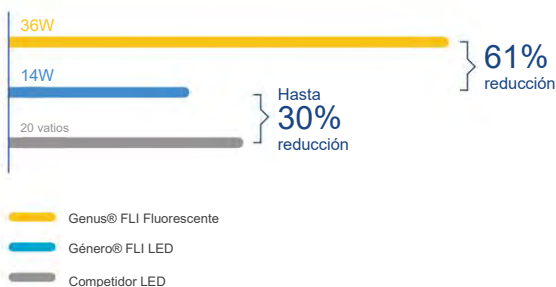 36W
61%
reducción
14W
Hasta
30%
reducción
20 vatios
Genus® FLI Fluorescente
Género® FLI LED
Competidor LED